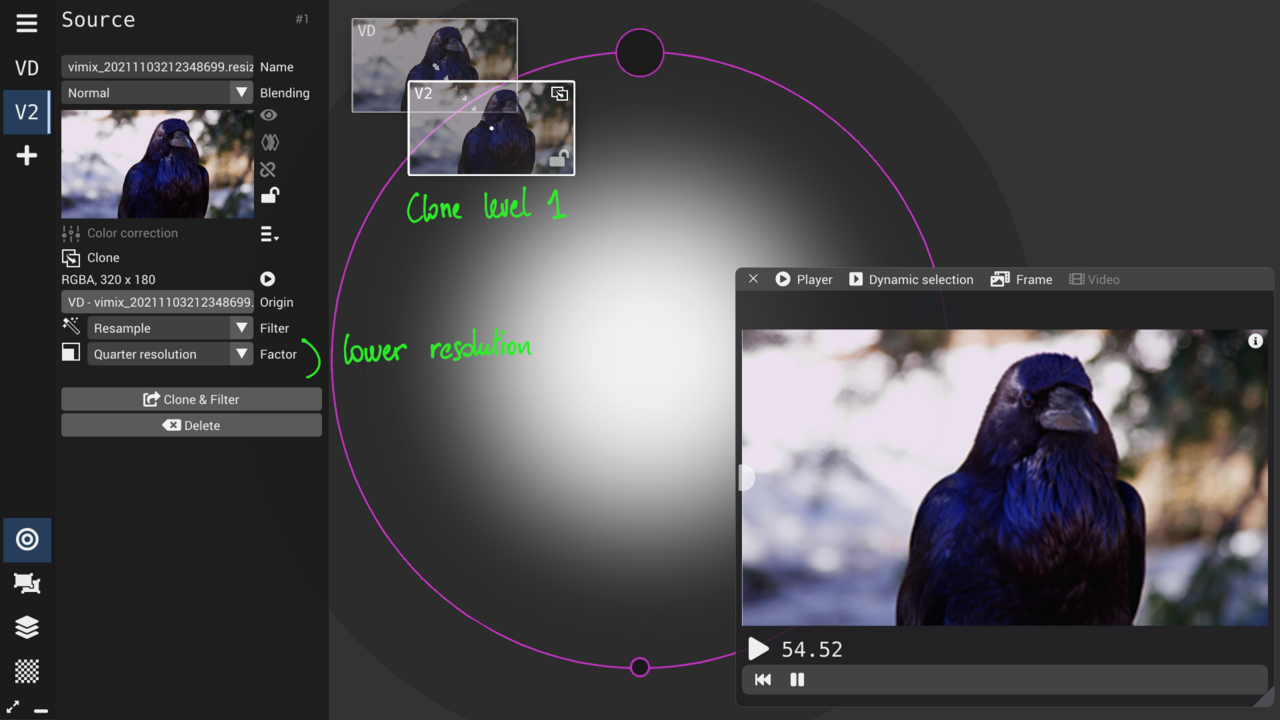 Source
#1
VD
V2
vimix_20211103212348699.resiz Name
Normal Blending
Color correction
Clone
RGBA, 320 x 180
VD - vimix_20211103212348699. Origin
Resample Filter
Quarter resolution Factor
Clone & Filter
Delete
VD
V2
Clone level 1
lower resolution
Player Dynamic selection Frame Video
54.52